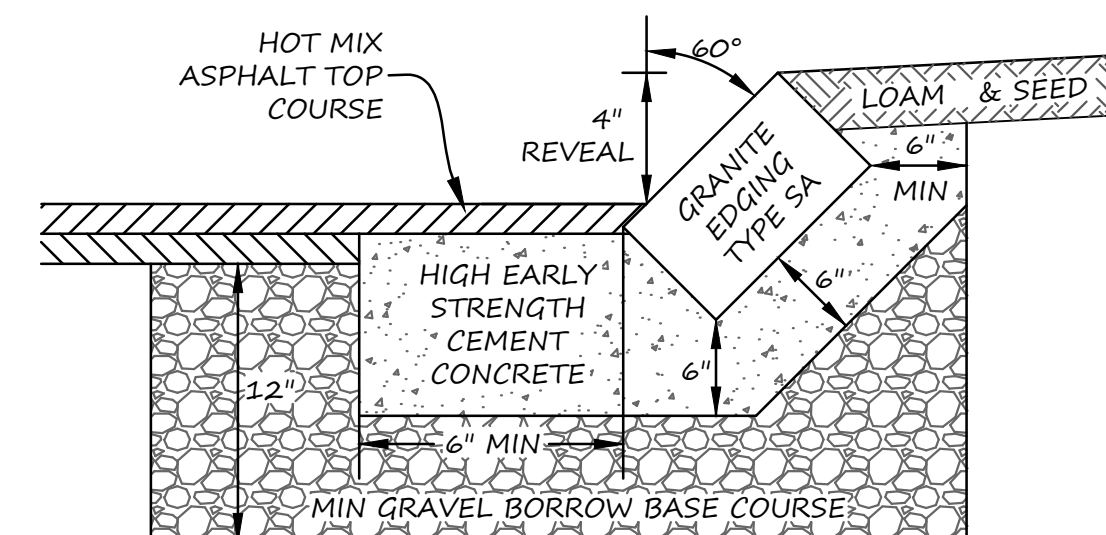 HOT MIX
ASPHALT TOP
COURSE
60°
4"
REVEAL
LOAM & SEED
GRANITE
EDGING
TYPE SA
6"
MIN
HIGH EARLY
STRENGTH
CEMENT
CONCRETE
6"
6"
12"
6" MIN
MIN GRAVEL BORROW BASE COURSE